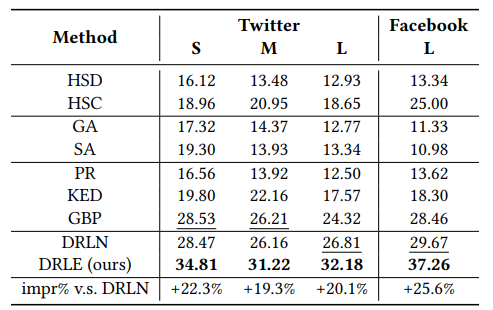 Method Twitter Facebook
S M L L
HSD 16.12 13.48 12.93 13.34
HSC 18.96 20.95 18.65 25.00
GA 17.32 14.37 12.77 11.33
SA 19.30 13.93 13.34 10.98
PR 16.56 13.92 12.50 13.62
KED 19.80 22.16 17.57 18.30
GBP 28.53 26.21 24.32 28.46
DRLN 28.47 26.16 26.81 29.67
DRLE (ours) 34.81 31.22 32.18 37.26
impr% v.s. DRLN +22.3% +19.3% +20.1% +25.6%